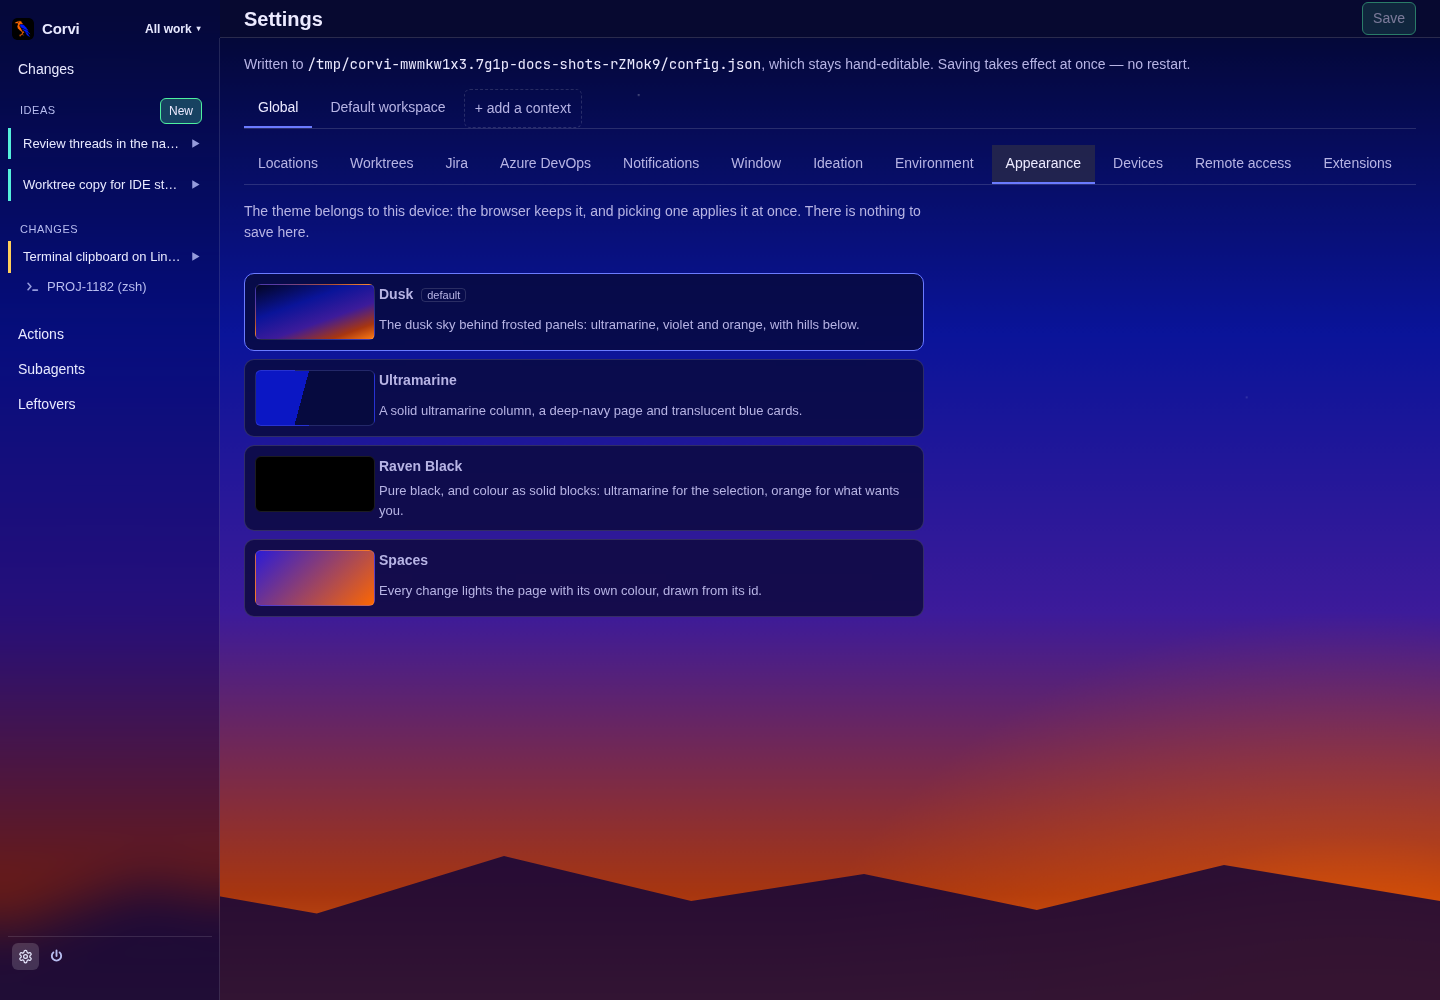 Corvi
All work ▾
Changes
IDEAS
New
Review threads in the na…
Worktree copy for IDE st…
CHANGES
Terminal clipboard on Lin…
PROJ-1182 (zsh)
Actions
Subagents
Leftovers
Settings
Save
Written to /tmp/corvi-mwmkw1x3.7g1p-docs-shots-rZMok9/config.json, which stays hand-editable. Saving takes effect at once — no restart.
Global Default workspace + add a context
Locations Worktrees Jira Azure DevOps Notifications Window Ideation Environment Appearance Devices Remote access Extensions
The theme belongs to this device: the browser keeps it, and picking one applies it at once. There is nothing to
save here.
Dusk default
The dusk sky behind frosted panels: ultramarine, violet and orange, with hills below.
Ultramarine
A solid ultramarine column, a deep-navy page and translucent blue cards.
Raven Black
Pure black, and colour as solid blocks: ultramarine for the selection, orange for what wants
you.
Spaces
Every change lights the page with its own colour, drawn from its id.